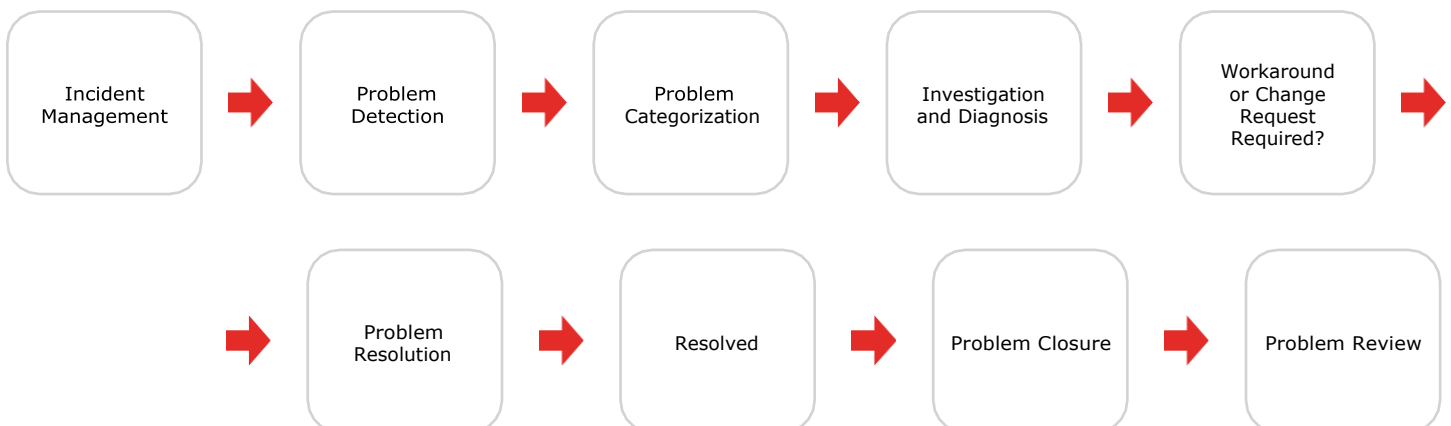 Incident
Management
Problem
Detection
Problem
Categorization
Investigation
and Diagnosis
Workaround
or Change
Request
Required?
Problem
Resolution
Resolved
Problem Closure
Problem Review